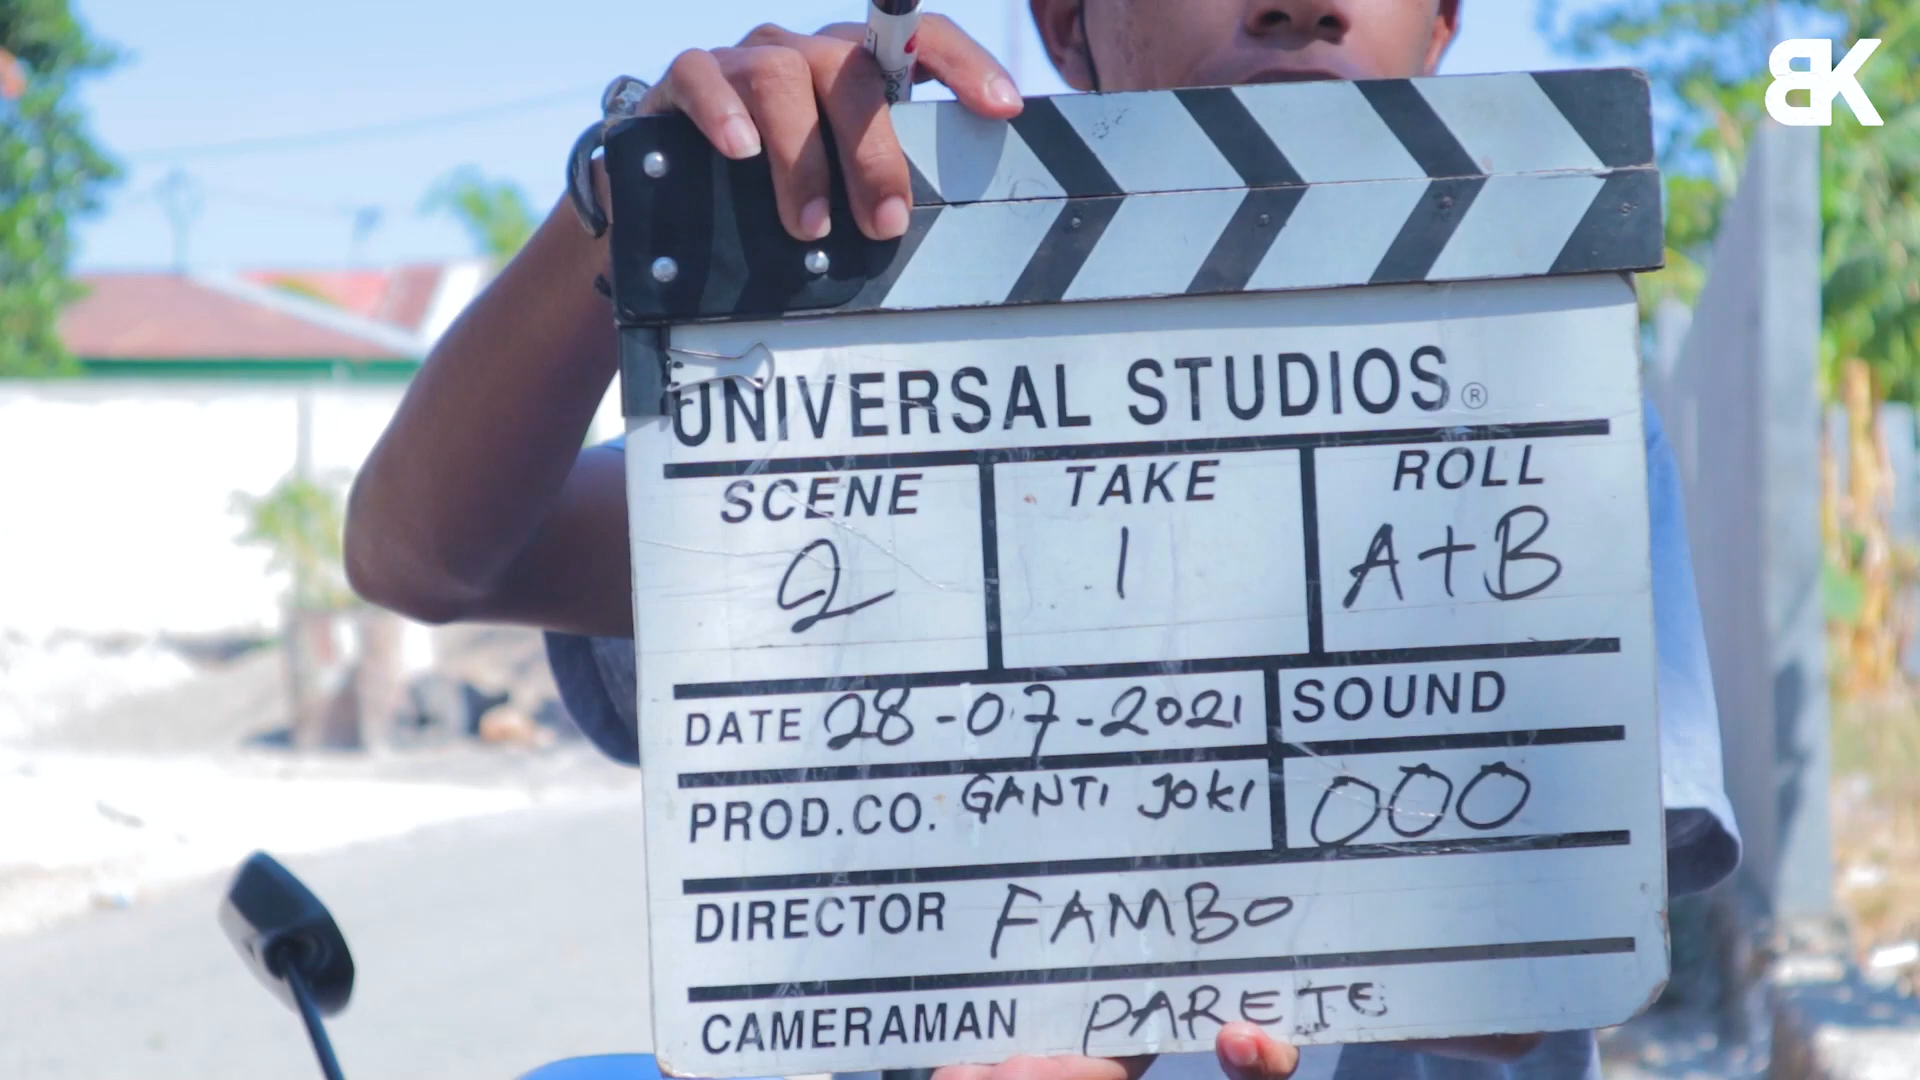 BK
UNIVERSAL STUDIOS®
SCENE TAKE ROLL
2 1 A+B
DATE 28-07-2021 SOUND
PROD.CO. GANTI JOKI 000
DIRECTOR FAMBO
CAMERAMAN PARETE